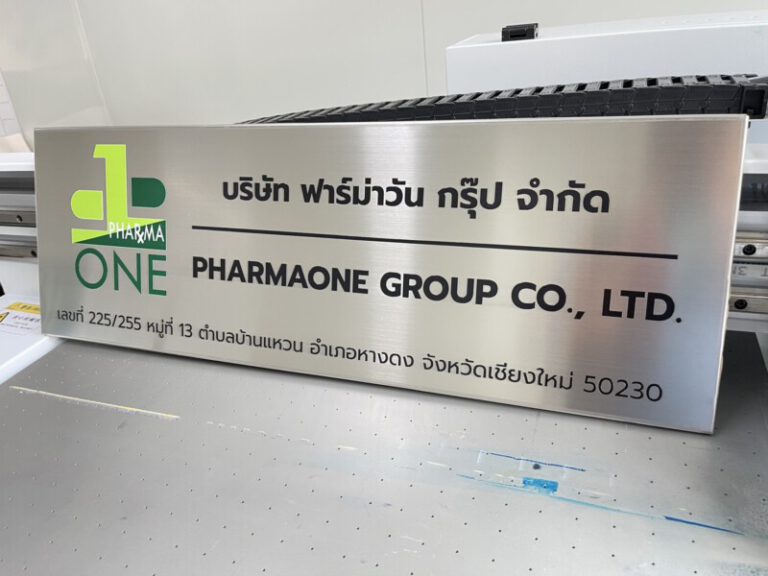 PHARMA
ONE
บริษัท ฟาร์ม่าวัน กรุ๊ป จำกัด
PHARMAONE GROUP CO., LTD.
เลขที่ 225/255 หมู่ที่ 13 ตำบลบ้านแหวน อำเภอหางดง จังหวัดเชียงใหม่ 50230